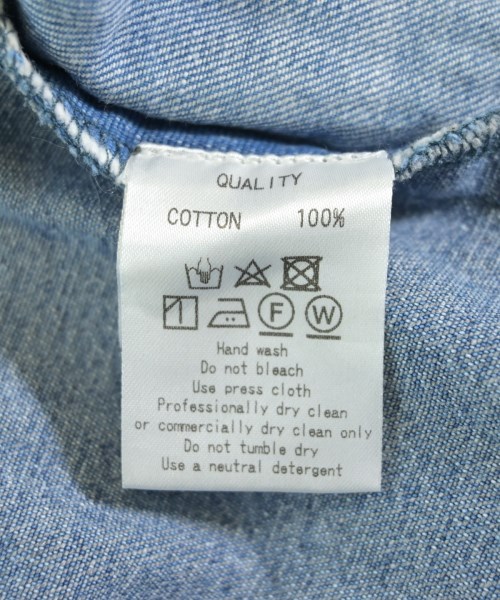 QUALITY
COTTON 100%
F W
Hand wash
Do not bleach
Use press cloth
Professionally dry clean
or commercially dry clean only
Do not tumble dry
Use a neutral detergent